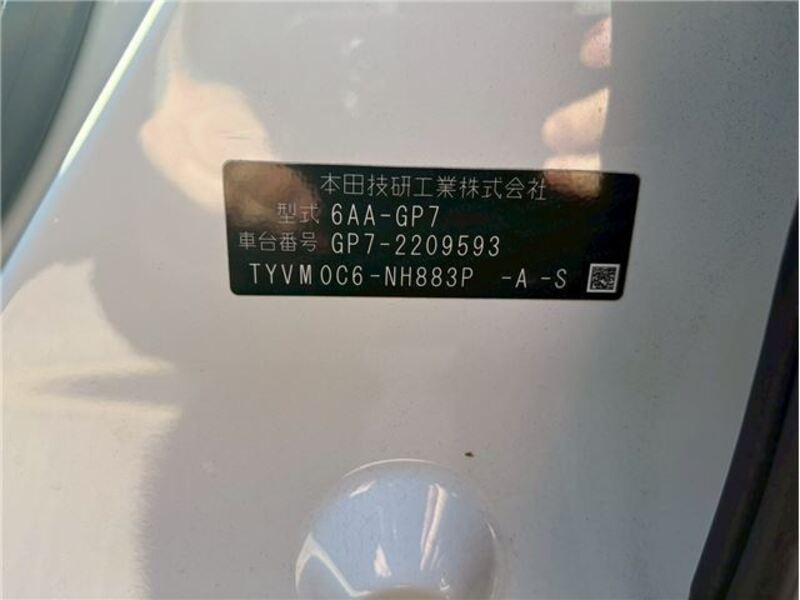 本田技研工業株式会社
型式 6AA-GP7
車台番号 GP7-2209593
TYVM0C6-NH883P -A-S